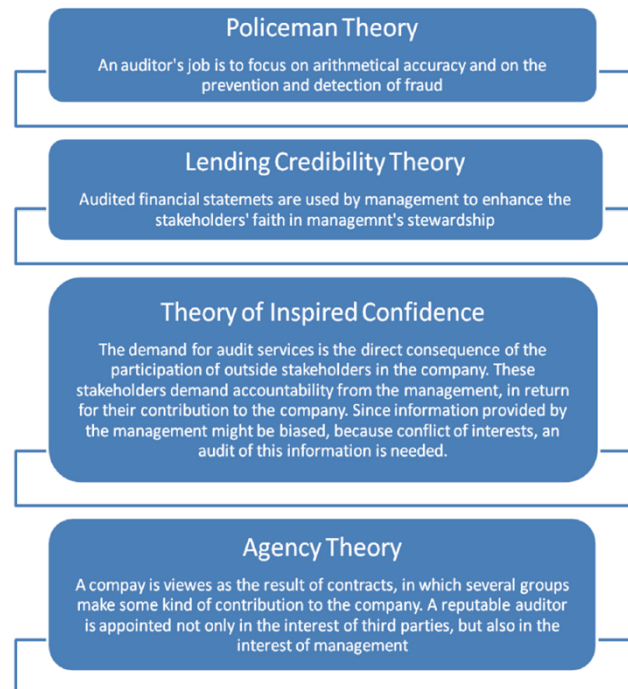 Policeman Theory
An auditor's job is to focus on arithmetical accuracy and on the
prevention and detection of fraud
Lending Credibility Theory
Audited financial statemets are used by management to enhance the
stakeholders' faith in managemnt's stewardship
Theory of Inspired Confidence
The demand for audit services is the direct consequence of the
participation of outside stakeholders in the company. These
stakeholders demand accountability from the management, in return
for their contribution to the company. Since information provided by
the management might be biased, because conflict of interests, an
audit of this information is needed.
Agency Theory
A compay is viewes as the result of contracts, in which several groups
make some kind of contribution to the company. A reputable auditor
is appointed not only in the interest of third parties, but also in the
interest of management